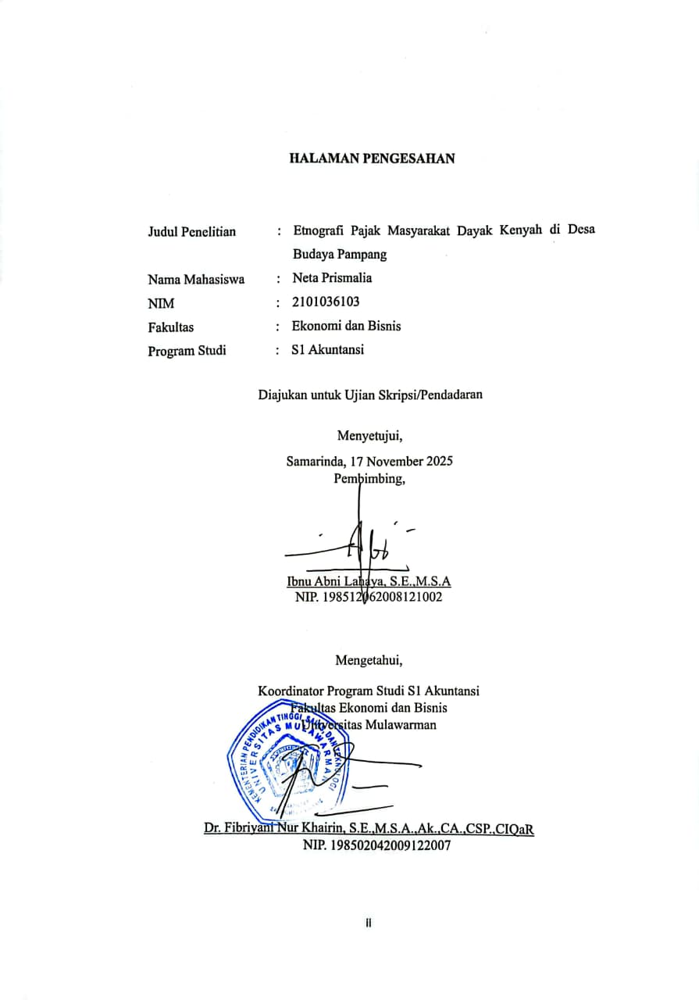 HALAMAN PENGESAHAN
Judul Penelitian : Etnografi Pajak Masyarakat Dayak Kenyah di Desa
Budaya Pampang
Nama Mahasiswa : Neta Prismalia
NIM : 2101036103
Fakultas : Ekonomi dan Bisnis
Program Studi : S1 Akuntansi
Diajukan untuk Ujian Skripsi/Pendadaran
Menyetujui,
Samarinda, 17 November 2025
Pembimbing,
Ibnu Abni Lahaya, S.E.,M.S.A
NIP. 198512062008121002
Mengetahui,
Koordinator Program Studi S1 Akuntansi
Fakultas Ekonomi dan Bisnis
Universitas Mulawarman
KEMENTERIAN PENDIDIKAN TINGGI, SAINS, DAN TEKNOLOGI
UNIVERSITAS MULAWARMAN
Dr. Fibriyani Nur Khairin, S.E.,M.S.A.,Ak.,CA.,CSP.,CIQaR
NIP. 198502042009122007
ii